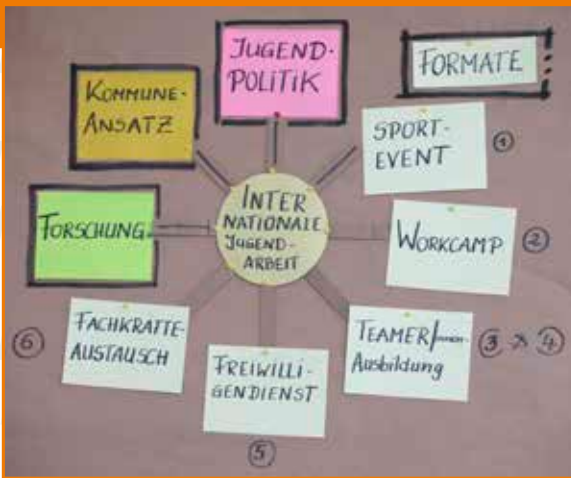 JUGEND-
POLITIK
FORMATE :
KOMMUNE-
ANSATZ
SPORT-
EVENT
①
INTER
NATIONALE
JUGEND-
ARBEIT
FORSCHUNG
WORKCAMP
②
FACHKRÄFTE-
AUSTAUSCH
⑥
FREIWILLI-
GENDIENST
⑤
TEAMER/innen-
Ausbildung
③ ④